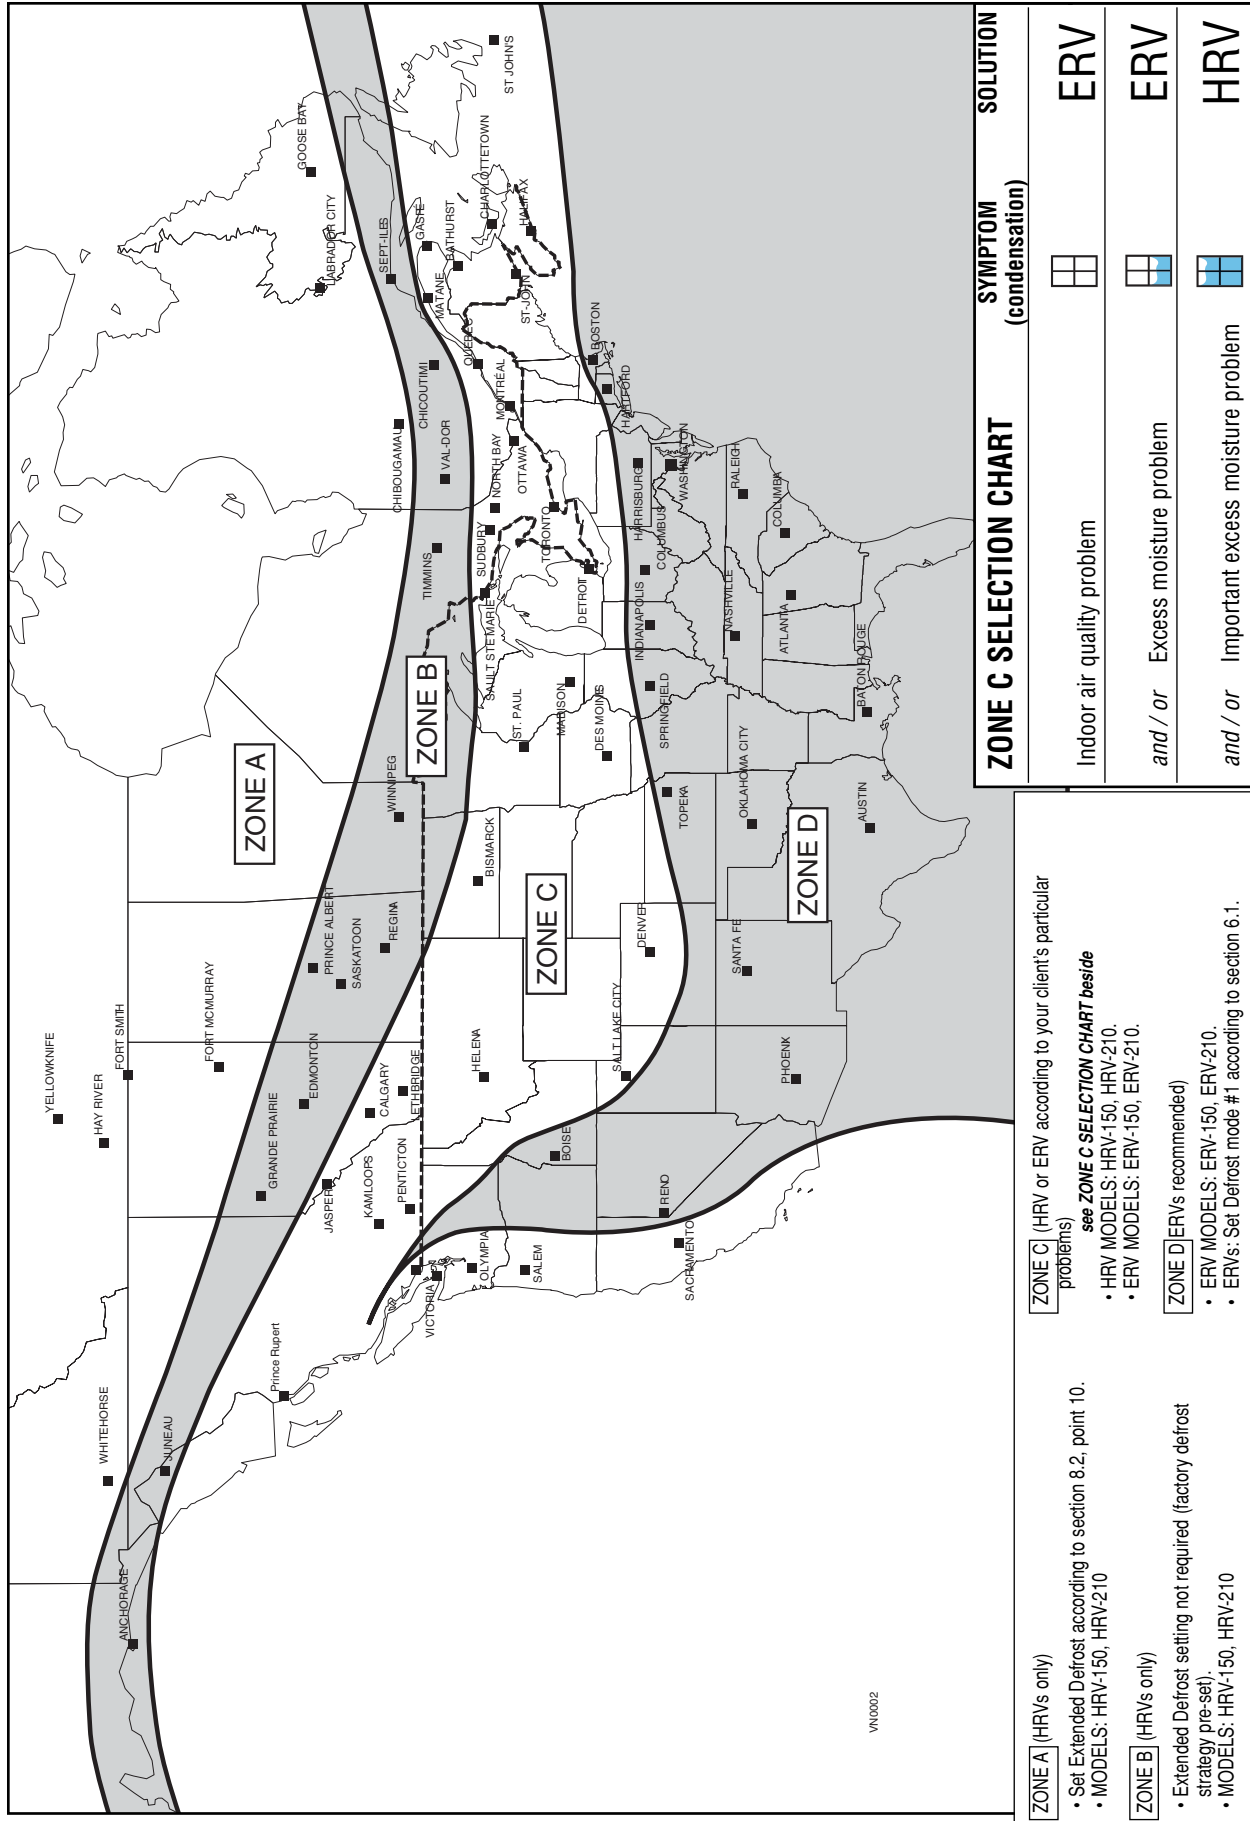 WHITEHORSE
YELLOWKNIFE
HAY RIVER
FORT SMITH
FORT MCMURRAY
ANCHORAGE
JUNEAU
Prince Rupert
GRANDE PRAIRIE
EDMONTON
JASPER
KAMLOOPS
PENTICTON
CALGARY
LETHBRIDGE
PRINCE ALBERT
SASKATOON
REGINA
WINNIPEG
ZONE A
ZONE B
TIMMINS
CHIBOUGAMAU
CHICOUTIMI
VAL-DOR
LABRADOR CITY
GOOSE BAY
SEPT-ILES
GASPÉ
MATANE
BATHURST
CHARLOTTETOWN
HALIFAX
ST-JOHN
ST JOHN'S
QUÉBEC
MONTRÉAL
OTTAWA
NORTH BAY
SUDBURY
SAULT STE MARIE
TORONTO
VICTORIA
OLYMPIA
SALEM
HELENA
BISMARCK
ST. PAUL
MADISON
DES MOINES
DETROIT
ZONE C
BOISE
SALT LAKE CITY
DENVER
RENO
SACRAMENTO
BOSTON
HARTFORD
HARRISBURG
WASHINGTON
COLUMBUS
INDIANAPOLIS
SPRINGFIELD
TOPEKA
OKLAHOMA CITY
SANTA FE
PHOENIX
ZONE D
AUSTIN
BATON ROUGE
NASHVILLE
ATLANTA
RALEIGH
COLUMBA
VN0002
ZONE A (HRVs only)
• Set Extended Defrost according to section 8.2, point 10.
• MODELS: HRV-150, HRV-210
ZONE B (HRVs only)
• Extended Defrost setting not required (factory defrost
strategy pre-set).
• MODELS: HRV-150, HRV-210
ZONE C (HRV or ERV according to your client's particular
problems)
see ZONE C SELECTION CHART beside
• HRV MODELS: HRV-150, HRV-210.
• ERV MODELS: ERV-150, ERV-210.
ZONE D ERVs recommended)
• ERV MODELS: ERV-150, ERV-210.
• ERVs: Set Defrost mode #1 according to section 6.1.
ZONE C SELECTION CHART SYMPTOM SOLUTION
(condensation)
Indoor air quality problem ERV
and / or Excess moisture problem ERV
and / or Important excess moisture problem HRV